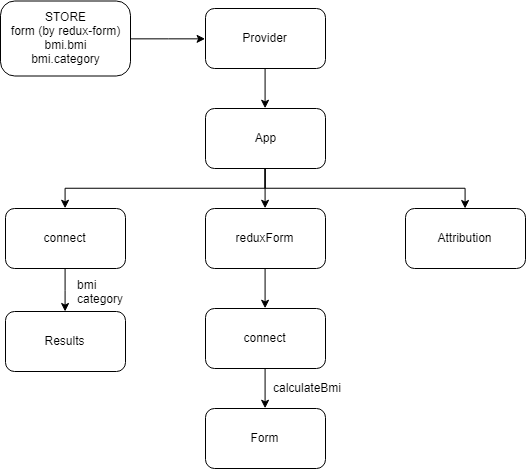 STORE
form (by redux-form)
bmi.bmi
bmi.category
Provider
App
connect
reduxForm
Attribution
bmi
category
Results
connect
calculateBmi
Form